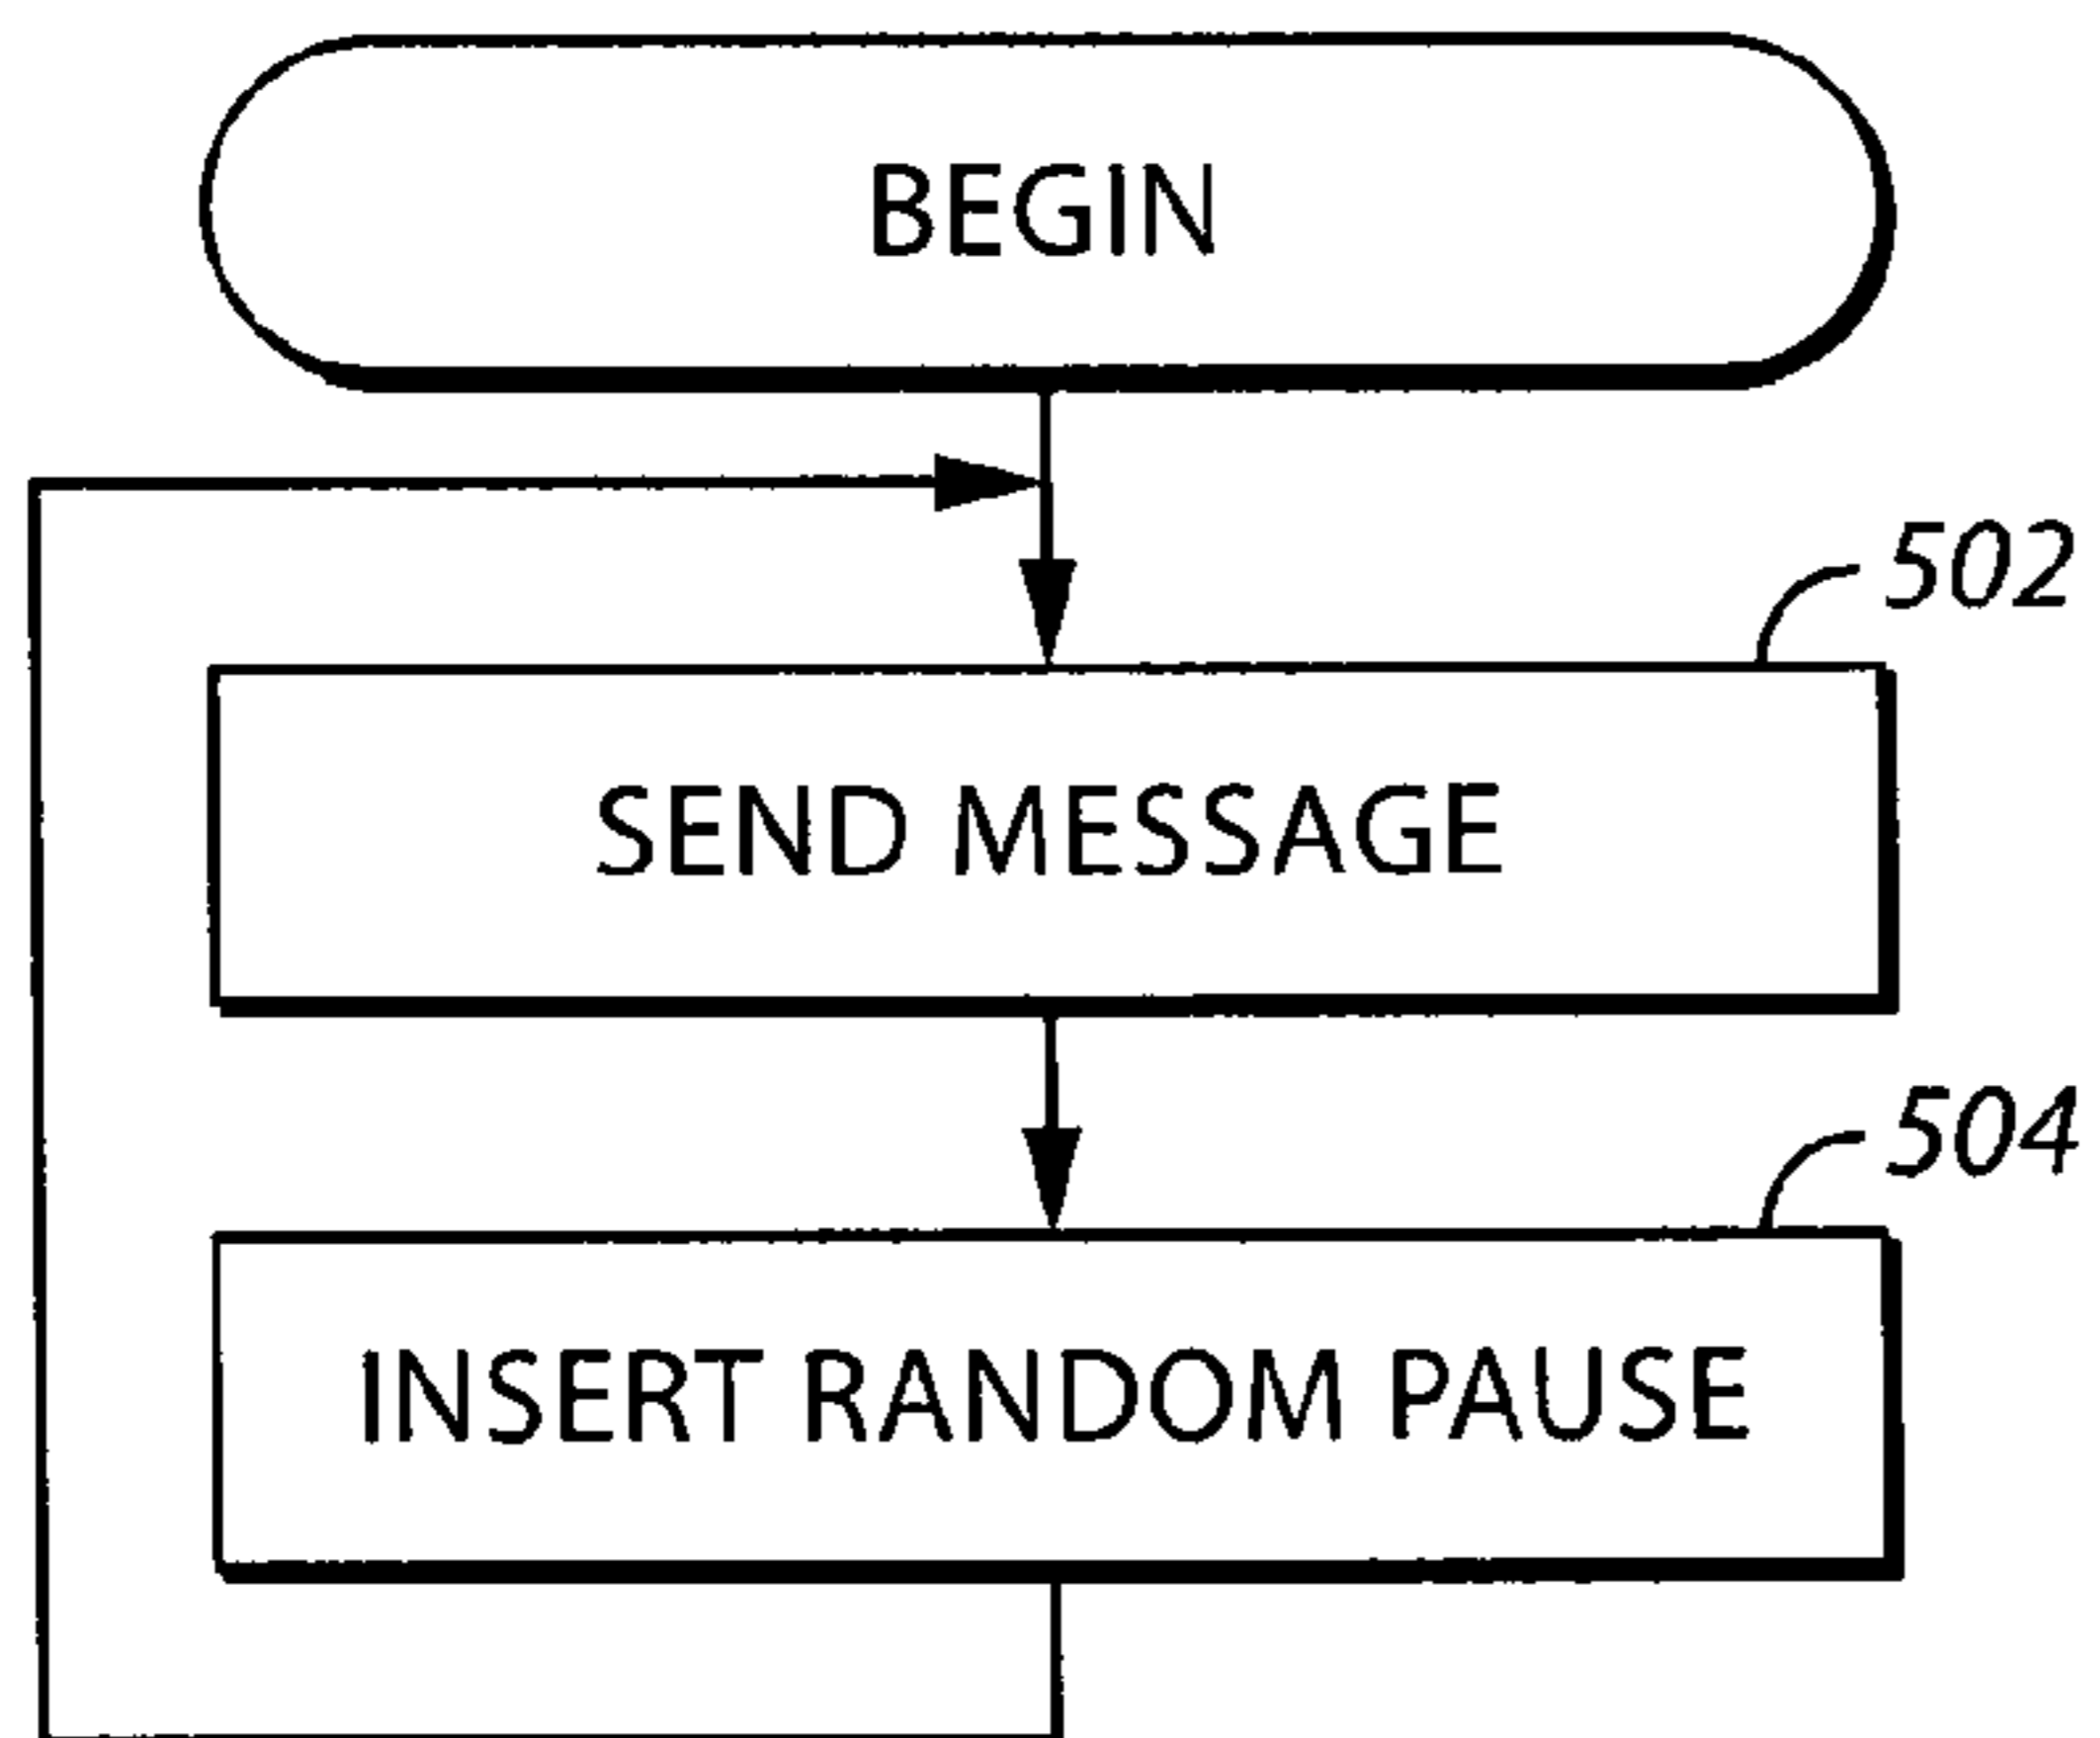 BEGIN
502
SEND MESSAGE
504
INSERT RANDOM PAUSE